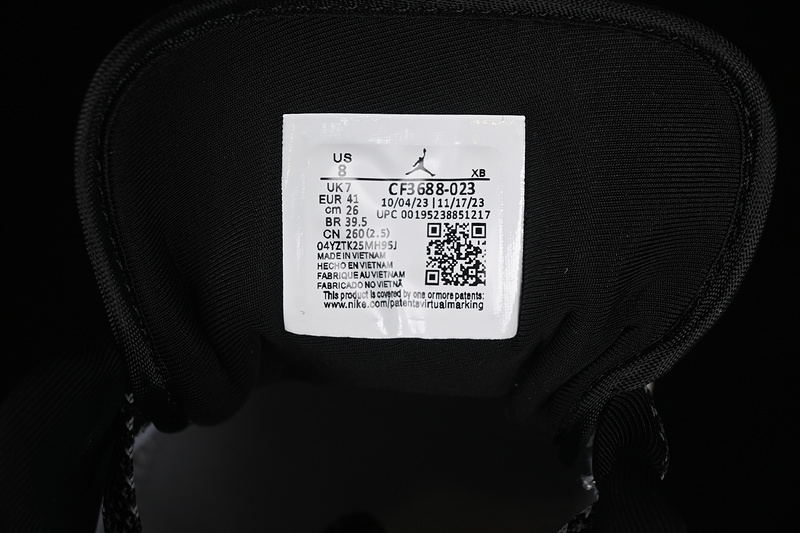 US
8
XB
UK 7
EUR 41
cm 26
BR 39.5
CN 260(2.5)
CF3688-023
10/04/23 | 11/17/23
UPC 00195238851217
04YZTK25MH95J
MADE IN VIETNAM
HECHO EN VIETNAM
FABRIQUE AU VIETNAM
FABRICADO NO VIETNÃ
This product is covered by one or more patents:
www.nike.com/patentsvirtualmarking